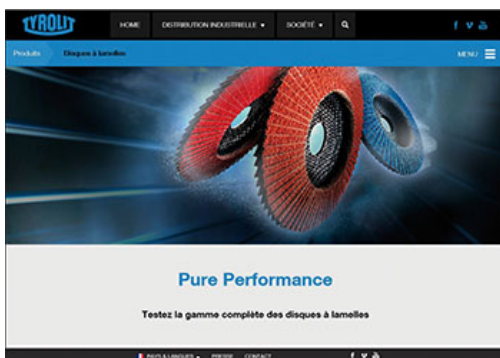 TYROLIT
HOME DISTRIBUTION INDUSTRIELLE SOCIÉTÉ
Produits Disques à lamelles MENU
Pure Performance
Testez la gamme complète des disques à lamelles
PAYS & LANGUES PRESSE CONTACT